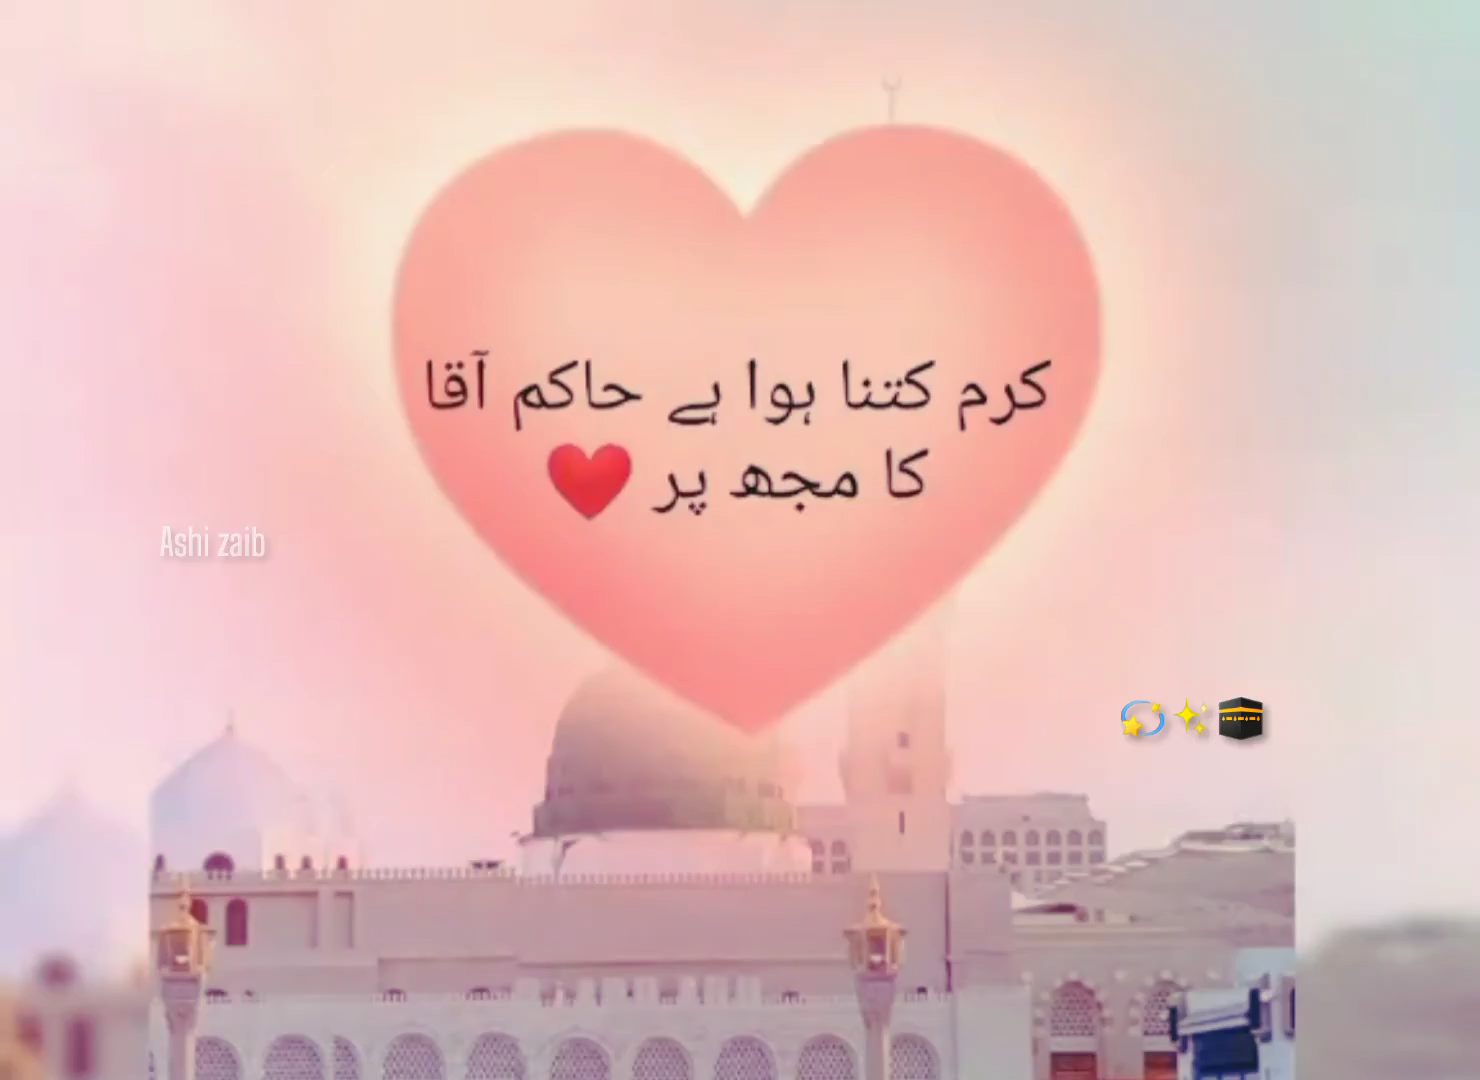 کرم کتنا ہوا ہے حاکم آقا
کا مجھ پر ❤️
Ashi zaib
💫✨🕋